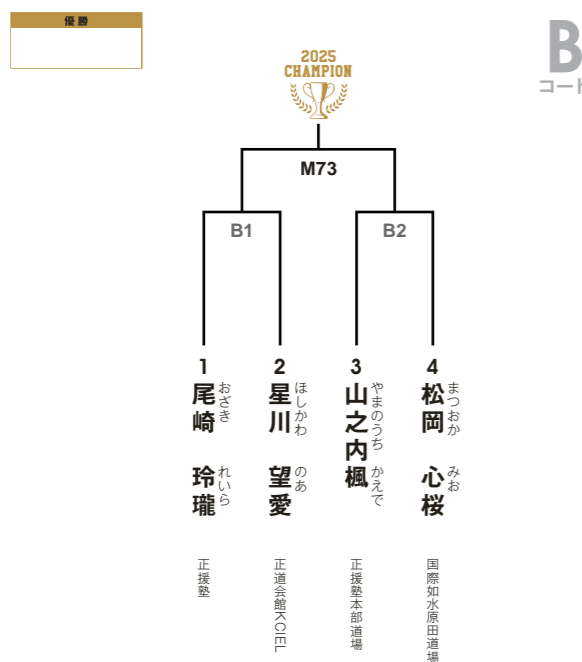 優勝
B
コート
2025
CHAMPION
M73
B1
B2
1
尾崎 玲瓏
おざき れいら
正援塾
2
星川 望愛
ほしかわ のあ
正道会館KCIEL
3
山之内 楓
やまのうち かえで
正援塾本部道場
4
松岡 心桜
まつおか みお
国際如水原田道場